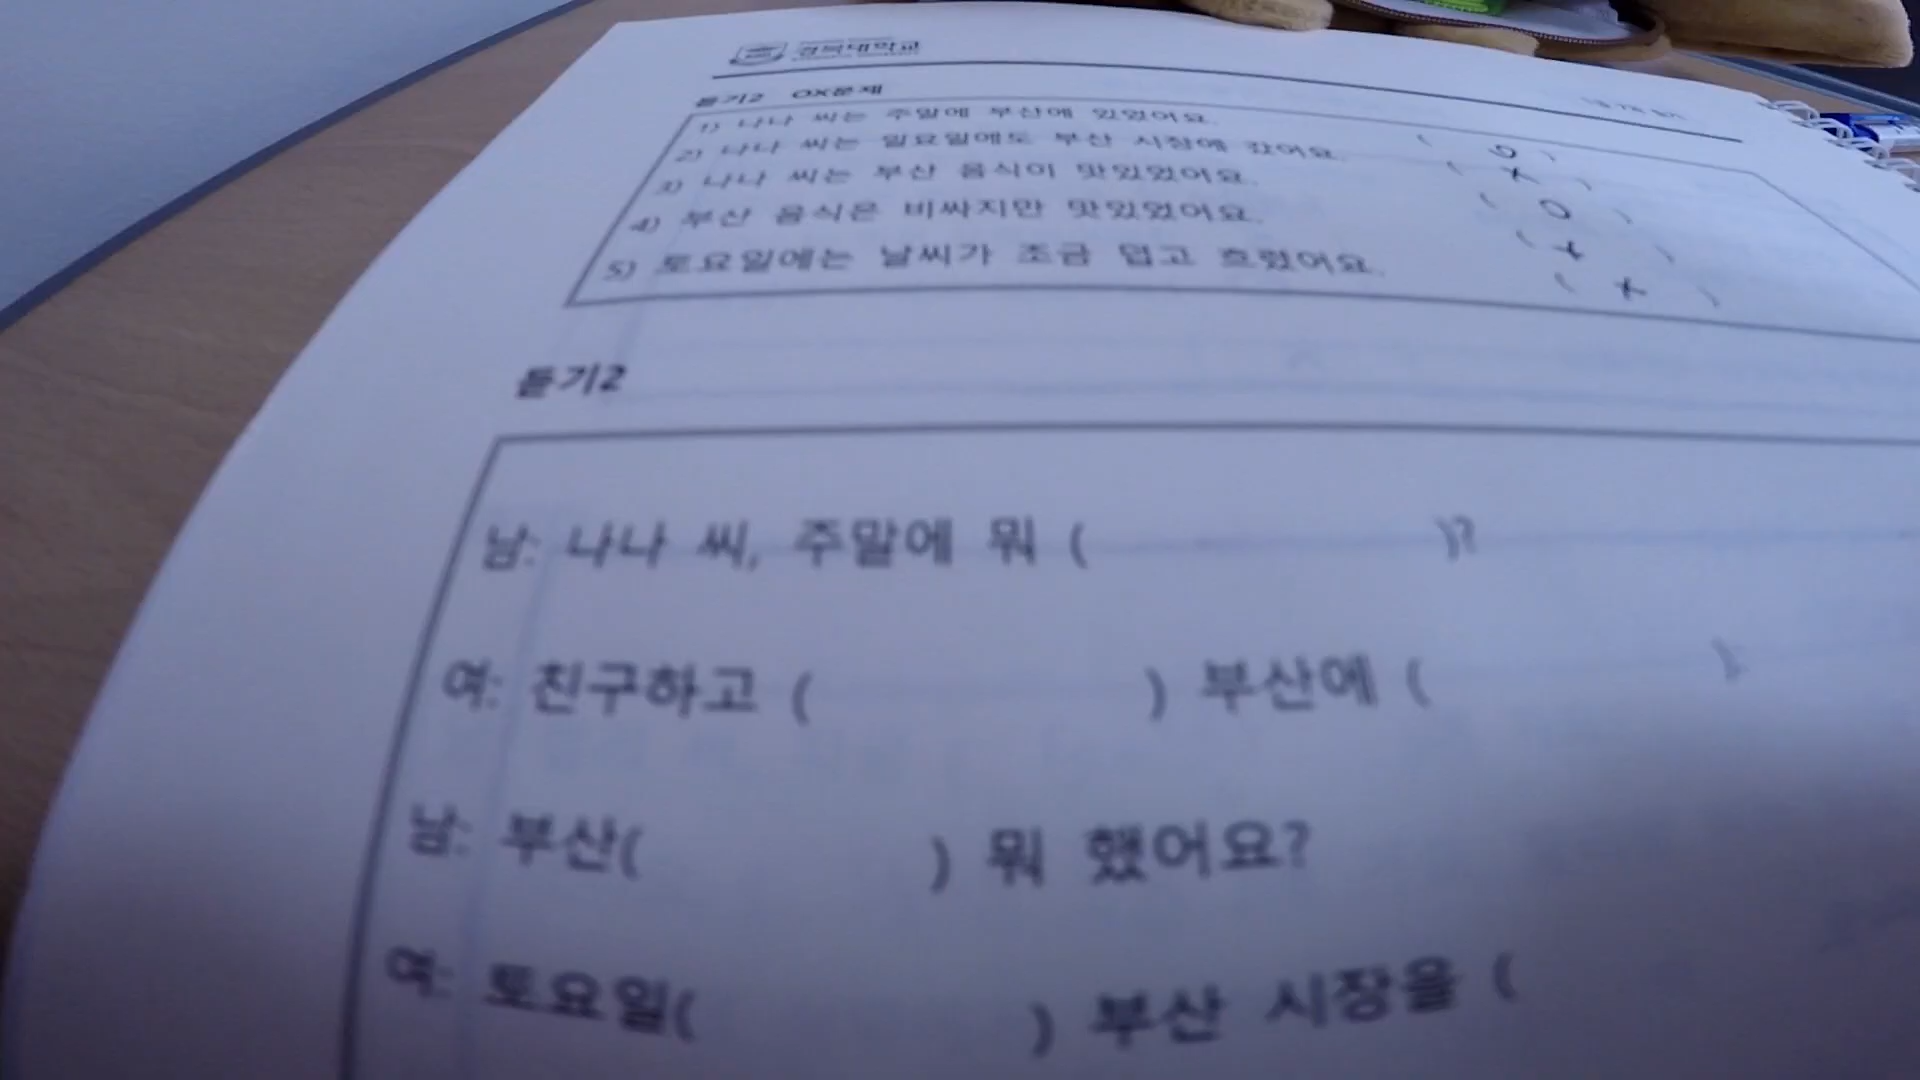 경북대학교
듣기2 OX문제
1) 나나 씨는 주말에 부산에 있었어요. ( O )
2) 나나 씨는 일요일에도 부산 시장에 갔어요. ( X )
3) 나나 씨는 부산 음식이 맛있었어요. ( O )
4) 부산 음식은 비싸지만 맛있었어요. ( X )
5) 토요일에는 날씨가 조금 덥고 흐렸어요. ( X )
듣기2
남: 나나 씨, 주말에 뭐 ( )?
여: 친구하고 ( ) 부산에 ( ).
남: 부산( ) 뭐 했어요?
여: 토요일( ) 부산 시장을 (